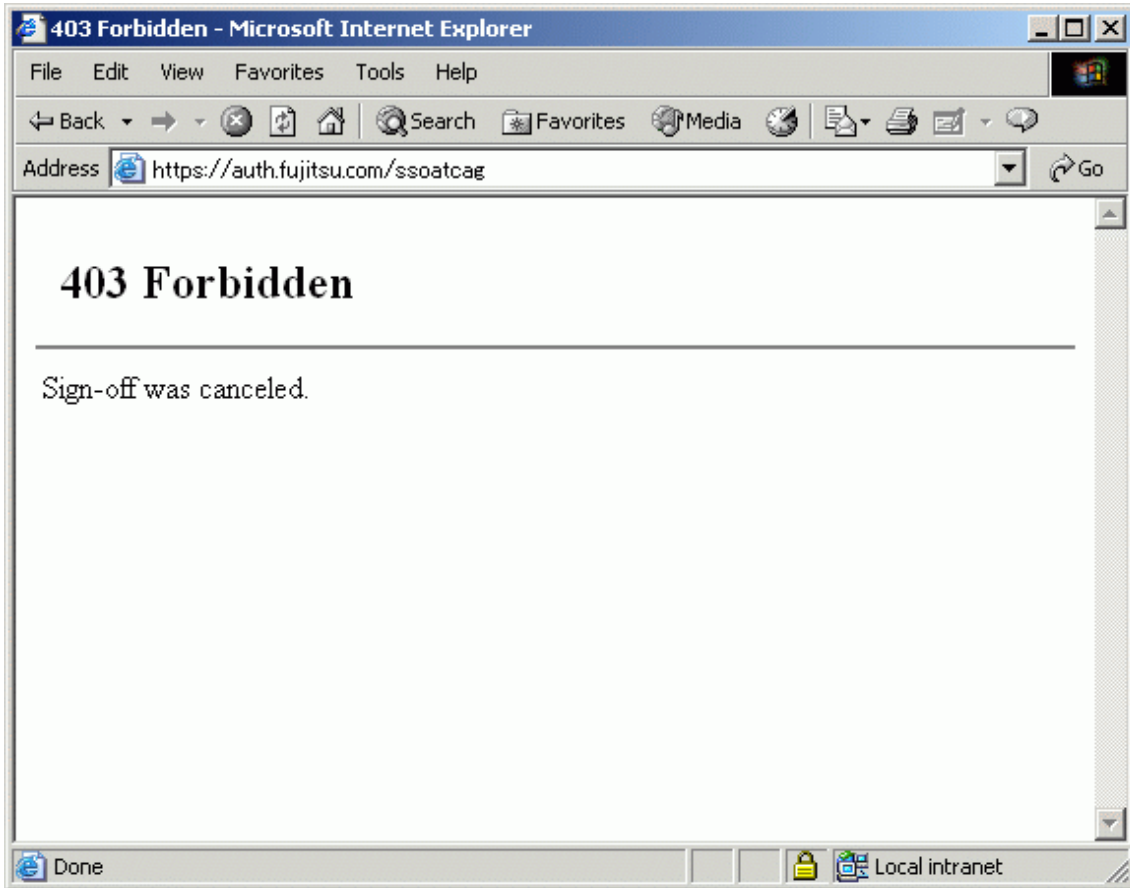 403 Forbidden - Microsoft Internet Explorer
File Edit View Favorites Tools Help
Back Search Favorites Media
Address https://auth.fujitsu.com/ssoatcag Go
403 Forbidden
Sign-off was canceled.
Done Local intranet